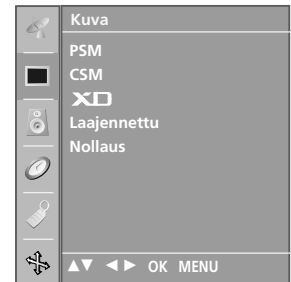 Kuva
PSM
CSM
XD
Laajennettu
Nollaus
▲▼ ◄► OK MENU